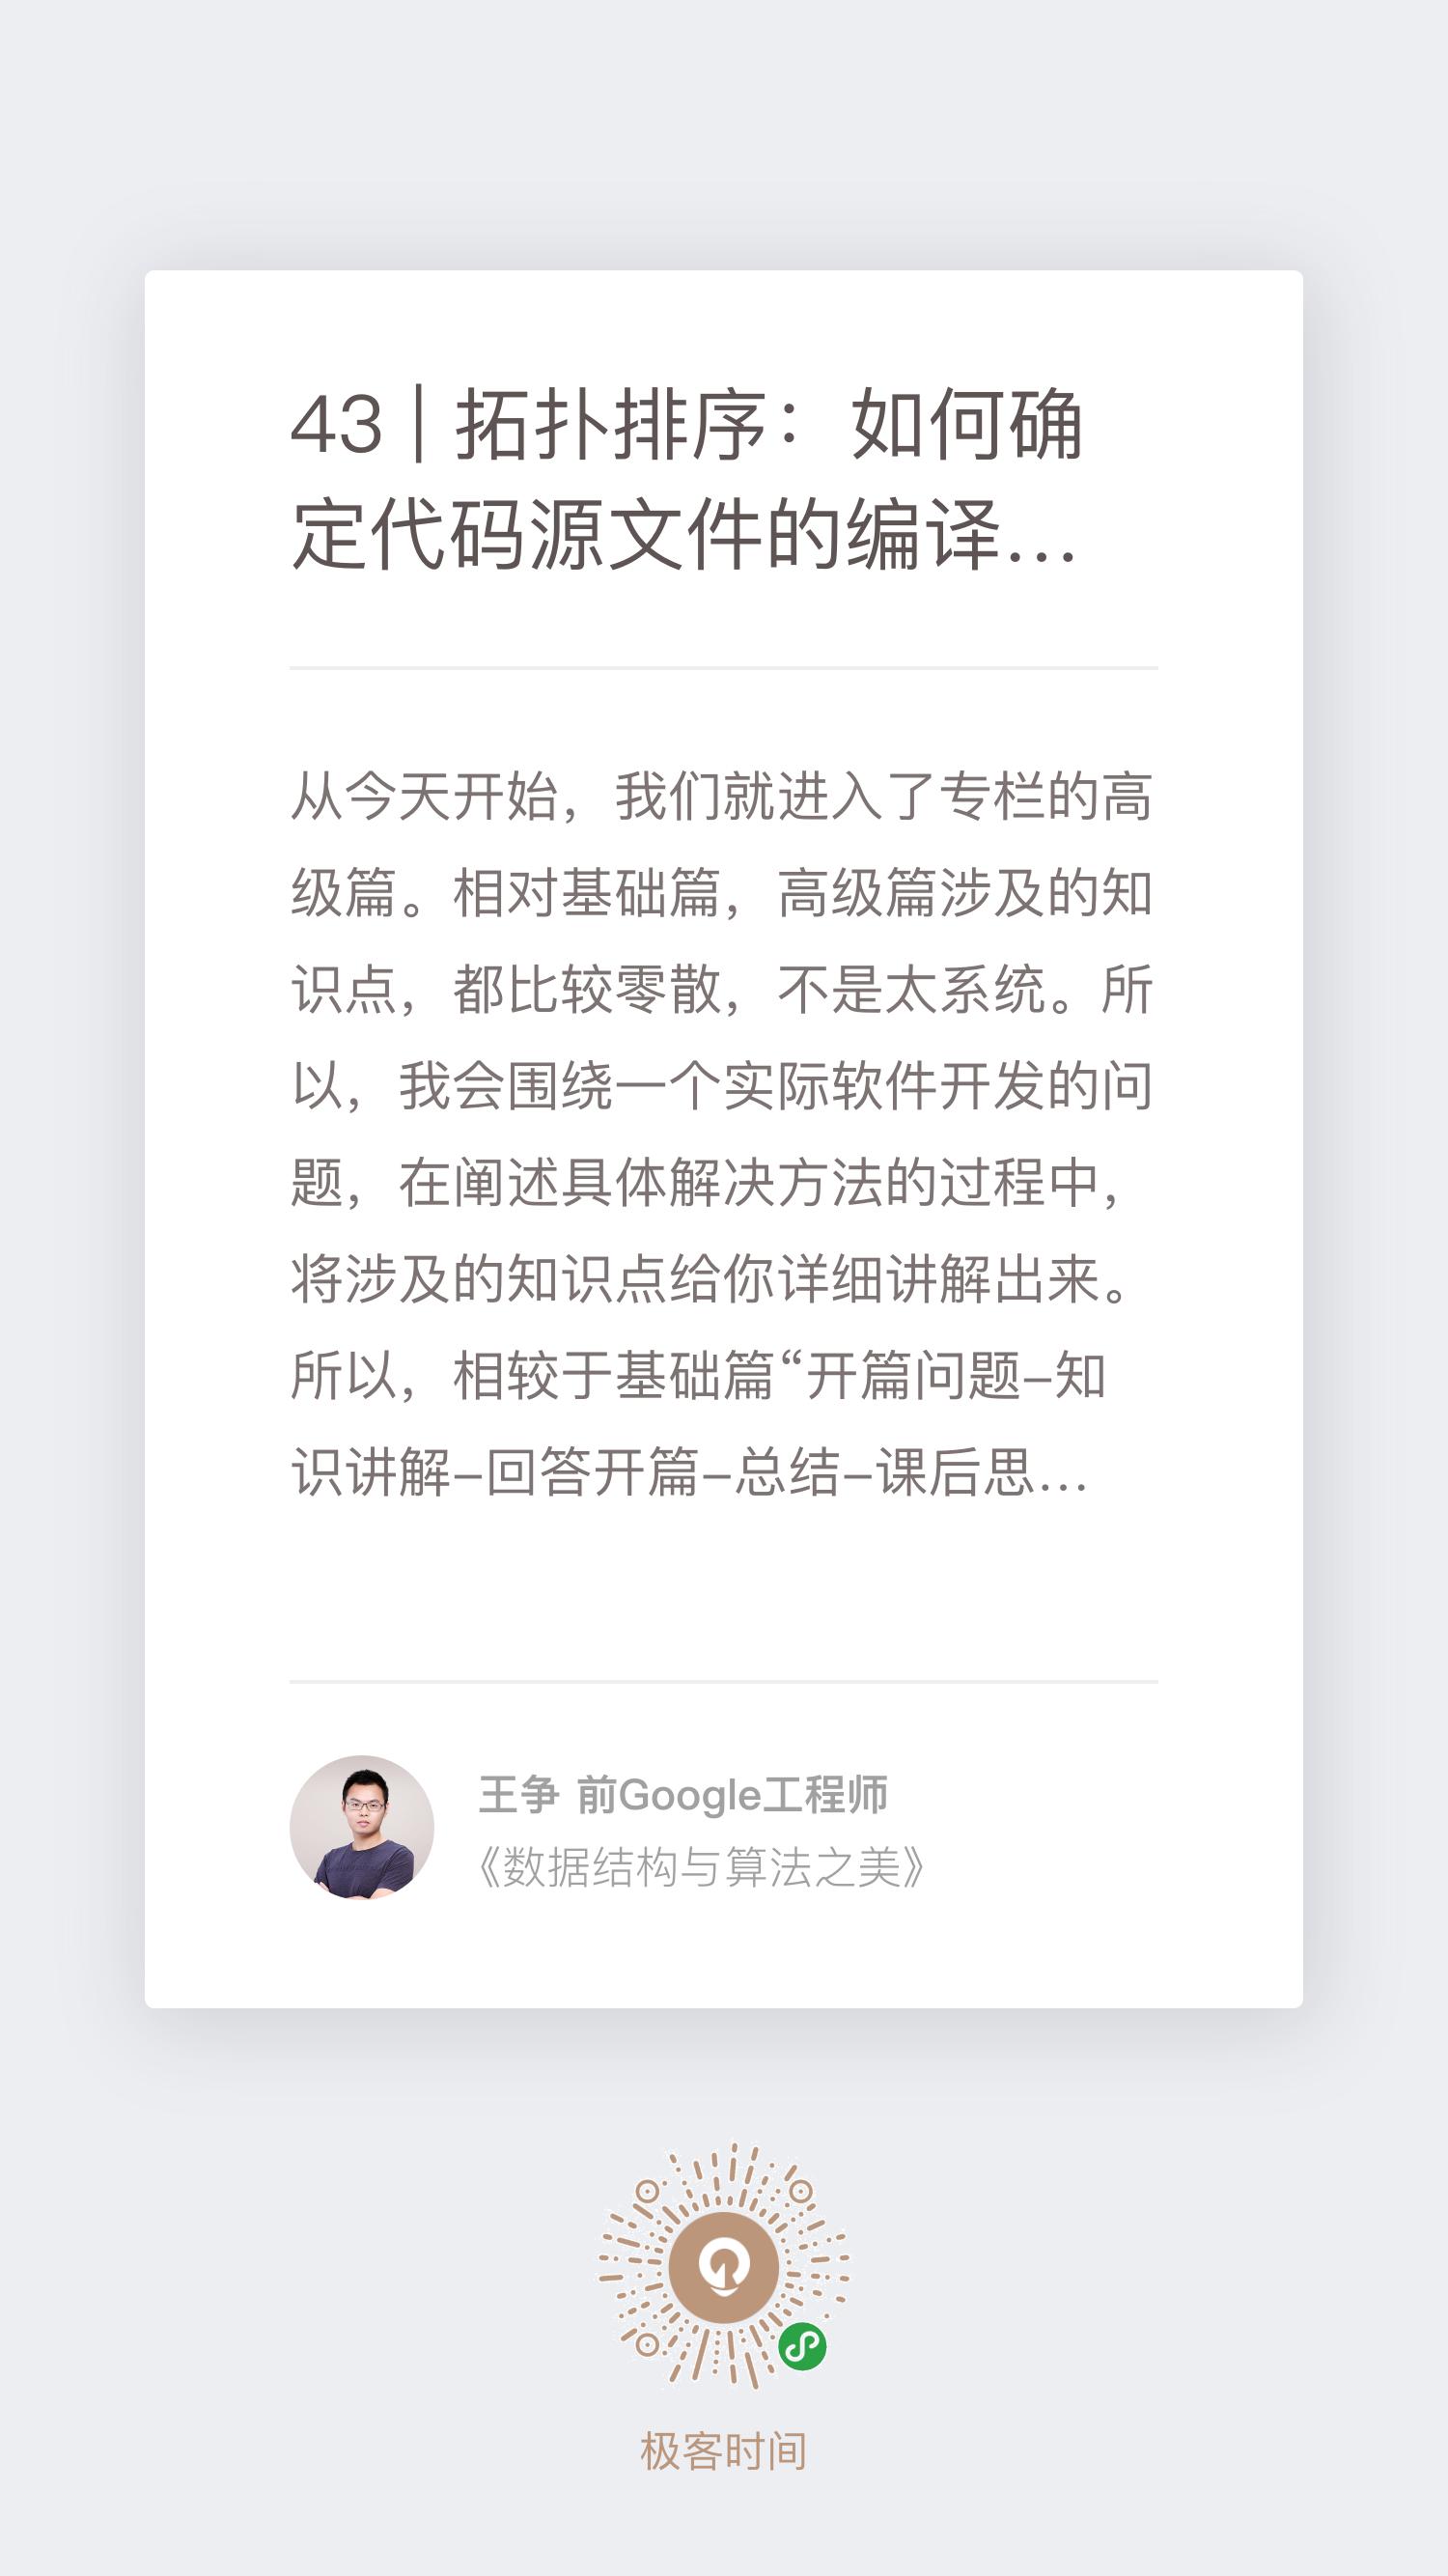 43 | 拓扑排序：如何确
定代码源文件的编译...
从今天开始，我们就进入了专栏的高
级篇。相对基础篇，高级篇涉及的知
识点，都比较零散，不是太系统。所
以，我会围绕一个实际软件开发的问
题，在阐述具体解决方法的过程中，
将涉及的知识点给你详细讲解出来。
所以，相较于基础篇“开篇问题-知
识讲解-回答开篇-总结-课后思...
王争 前Google工程师
《数据结构与算法之美》
极客时间